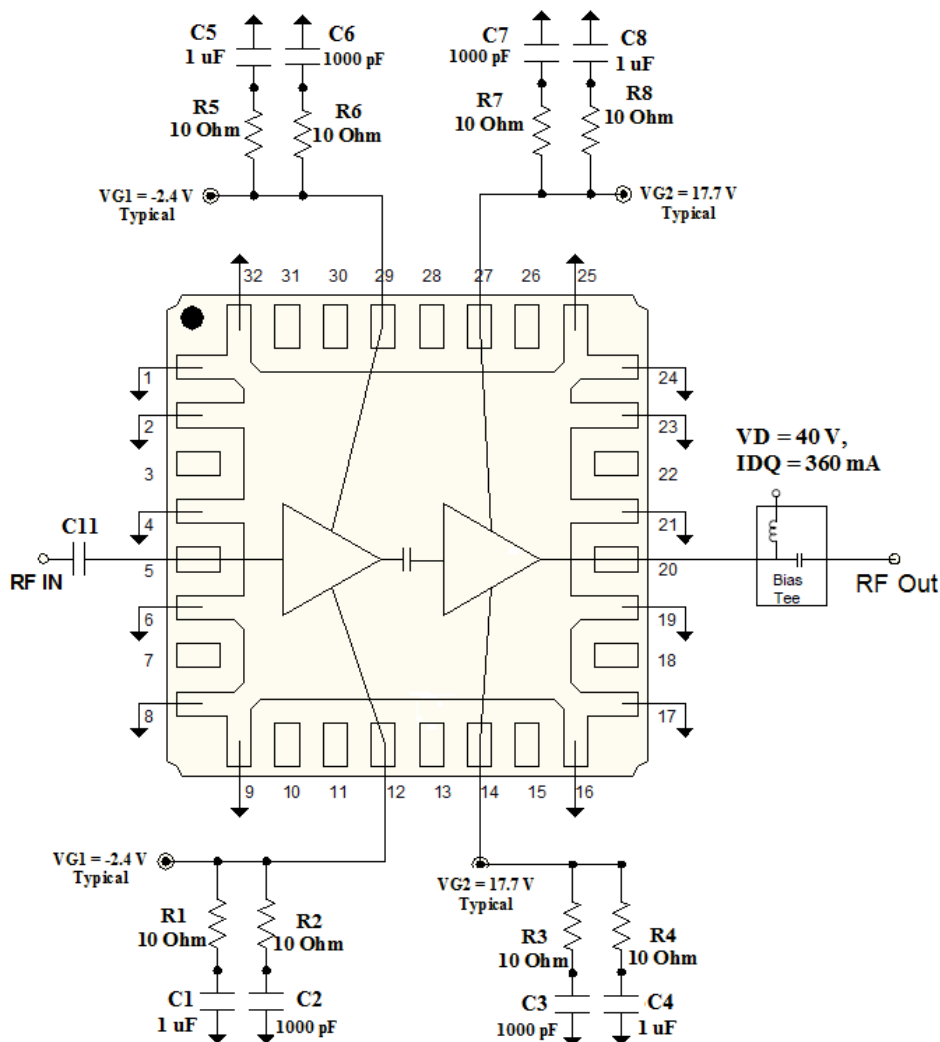 C5
1 uF
C6
1000 pF
C7
1000 pF
C8
1 uF
R5
10 Ohm
R6
10 Ohm
R7
10 Ohm
R8
10 Ohm
VG1 = -2.4 V
Typical
VG2 = 17.7 V
Typical
32
31
30
29
28
27
26
25
1
2
3
4
5
6
7
8
24
23
22
21
20
19
18
17
VD = 40 V,
IDQ = 360 mA
C11
RF IN
Bias
Tee
RF Out
9
10
11
12
13
14
15
16
VG1 = -2.4 V
Typical
VG2 = 17.7 V
Typical
R1
10 Ohm
R2
10 Ohm
R3
10 Ohm
R4
10 Ohm
C1
1 uF
C2
1000 pF
C3
1000 pF
C4
1 uF